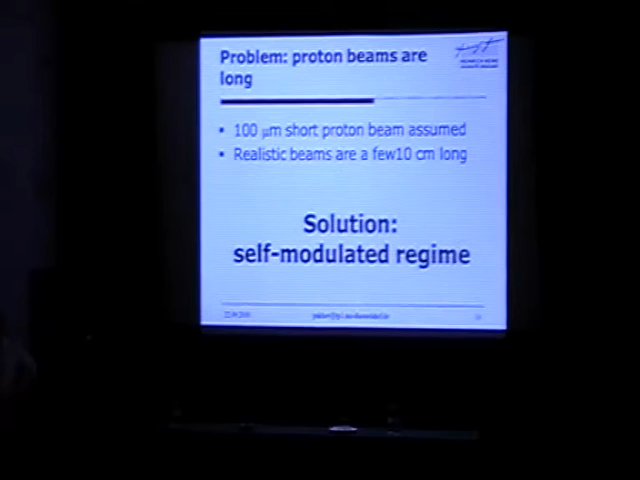 Problem: proton beams are
long
• 100 µm short proton beam assumed
• Realistic beams are a few10 cm long
Solution:
self-modulated regime